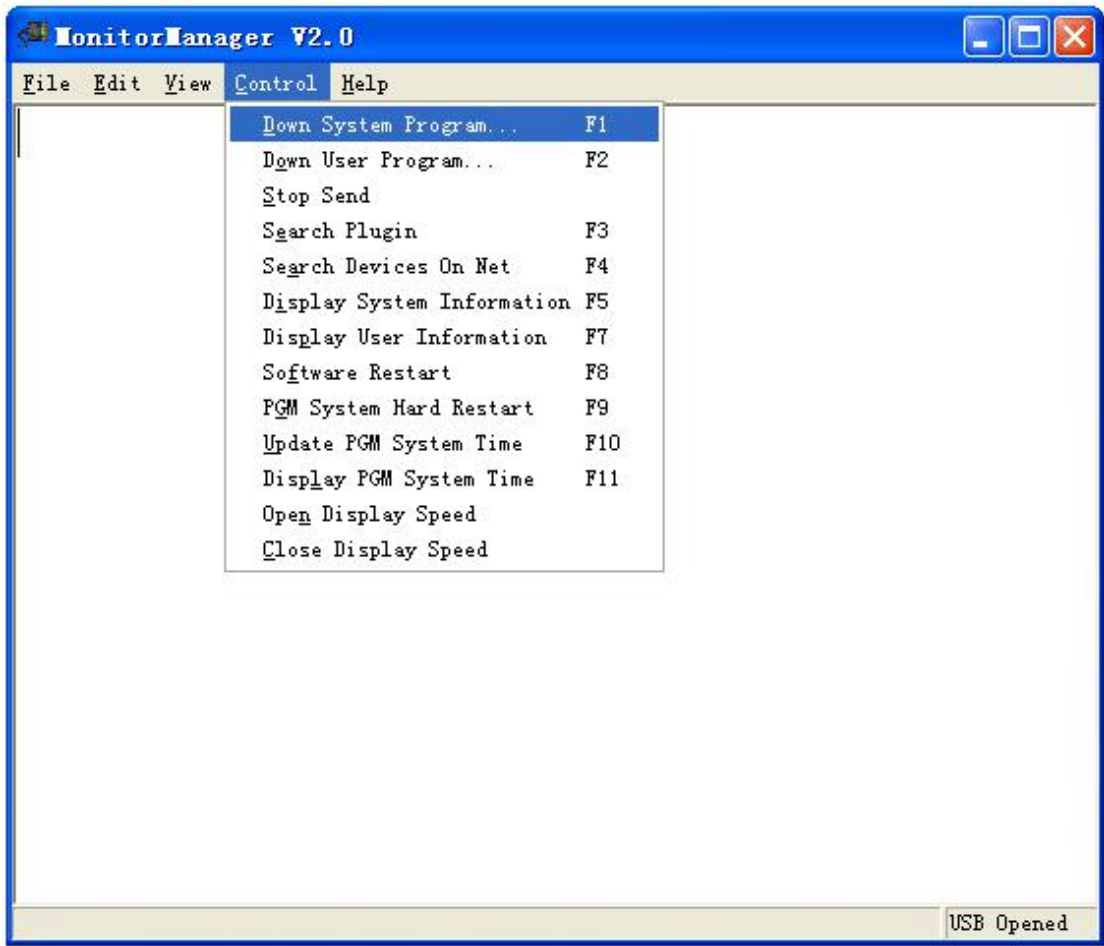 MonitorManager V2.0
File Edit View Control Help
Down System Program... F1
Down User Program... F2
Stop Send
Search Plugin F3
Search Devices On Net F4
Display System Information F5
Display User Information F7
Software Restart F8
PGM System Hard Restart F9
Update PGM System Time F10
Display PGM System Time F11
Open Display Speed
Close Display Speed
USB Opened